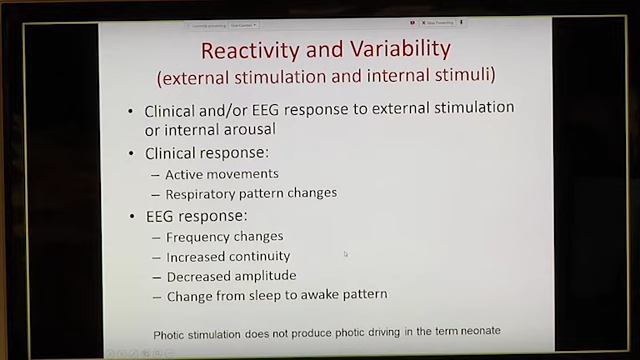 Reactivity and Variability
(external stimulation and internal stimuli)
• Clinical and/or EEG response to external stimulation
or internal arousal
• Clinical response:
– Active movements
– Respiratory pattern changes
• EEG response:
– Frequency changes
– Increased continuity
– Decreased amplitude
– Change from sleep to awake pattern
Photic stimulation does not produce photic driving in the term neonate